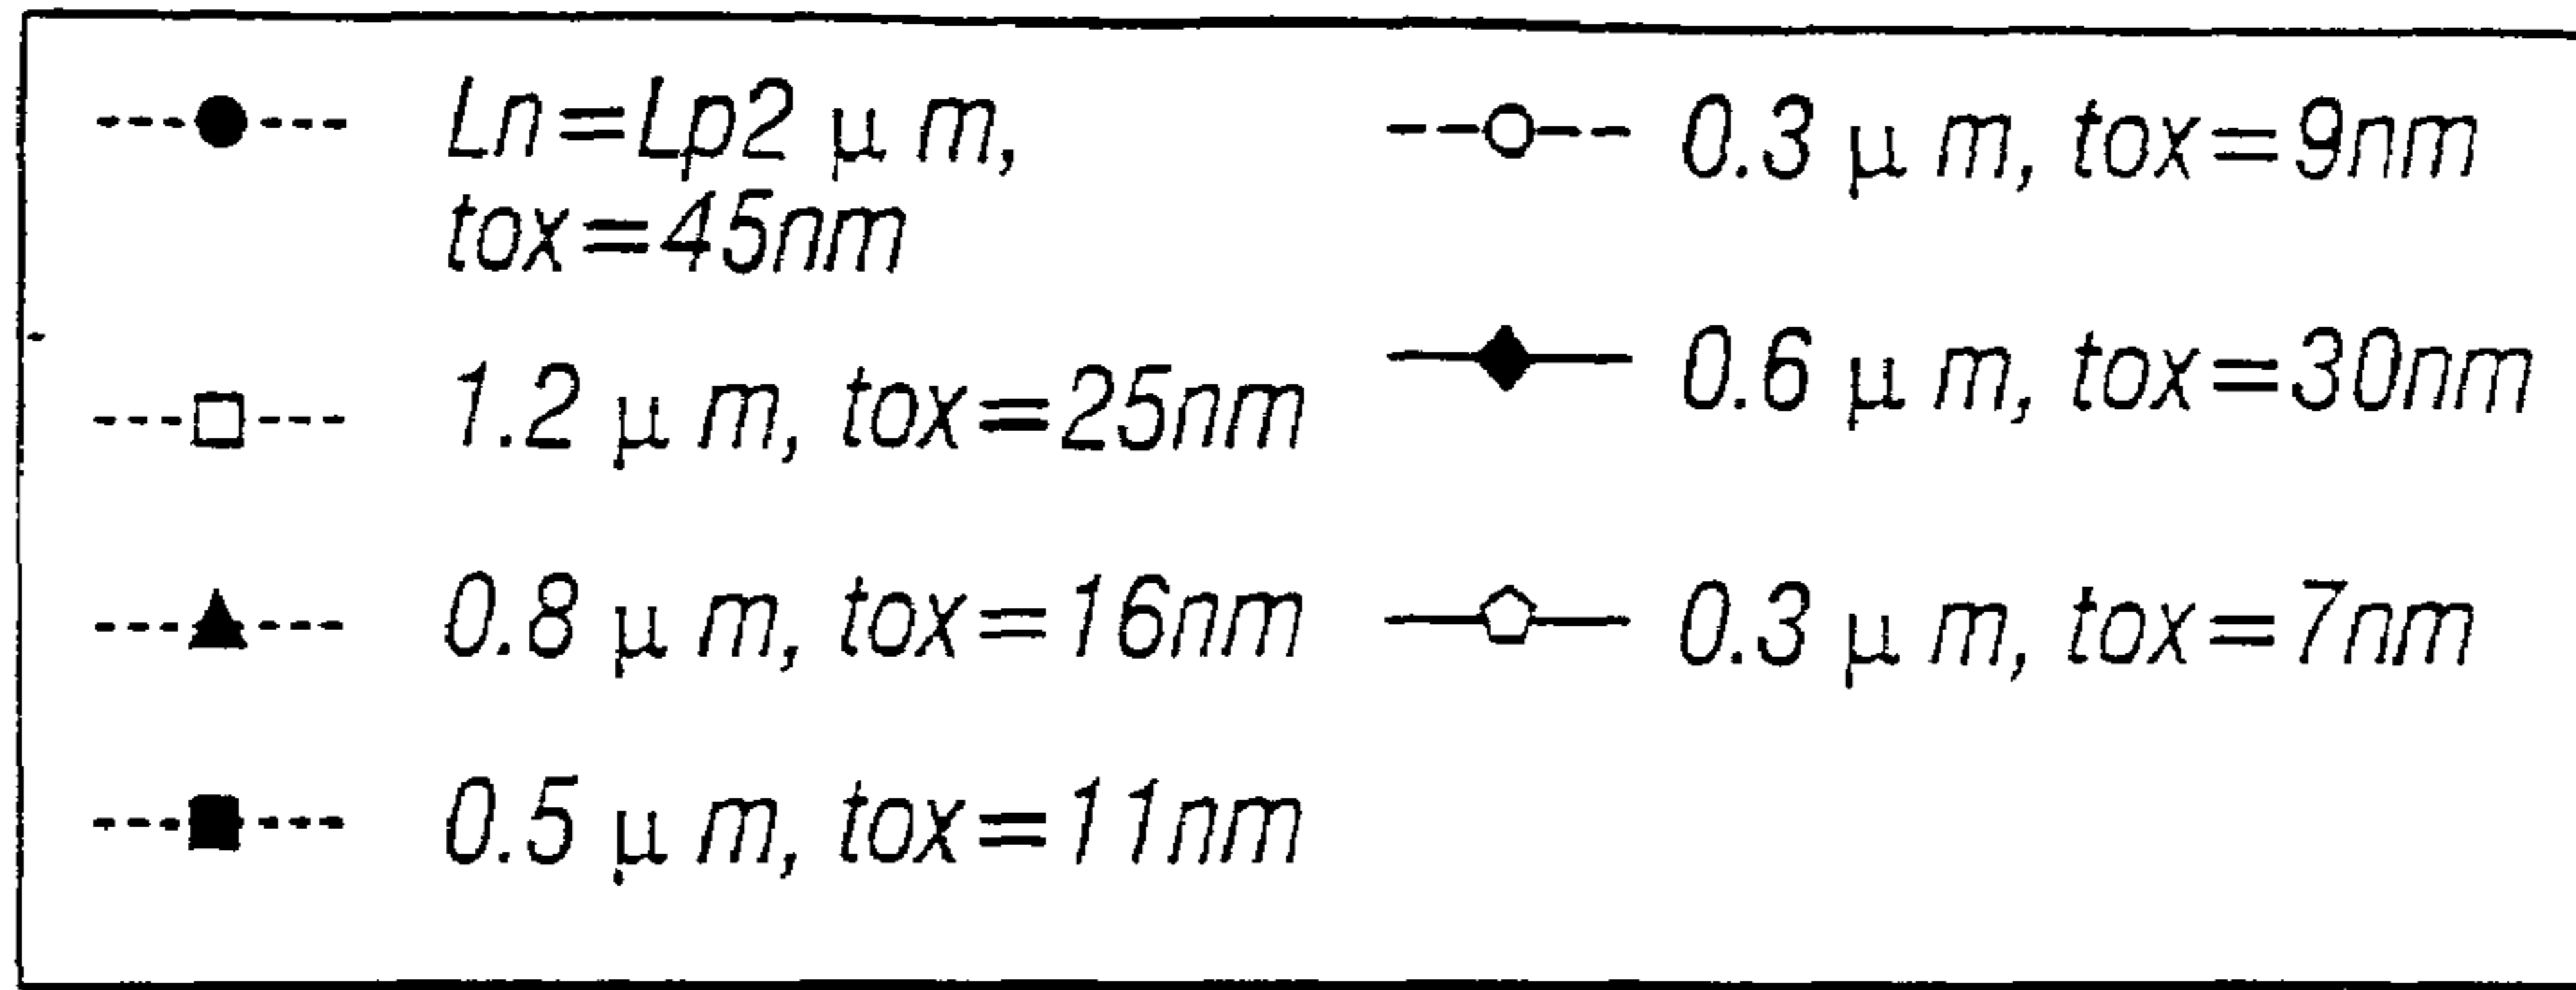 Ln=Lp2 μ m,
tox=45nm
1.2 μ m, tox=25nm
0.8 μ m, tox=16nm
0.5 μ m, tox=11nm
0.3 μ m, tox=9nm
0.6 μ m, tox=30nm
0.3 μ m, tox=7nm